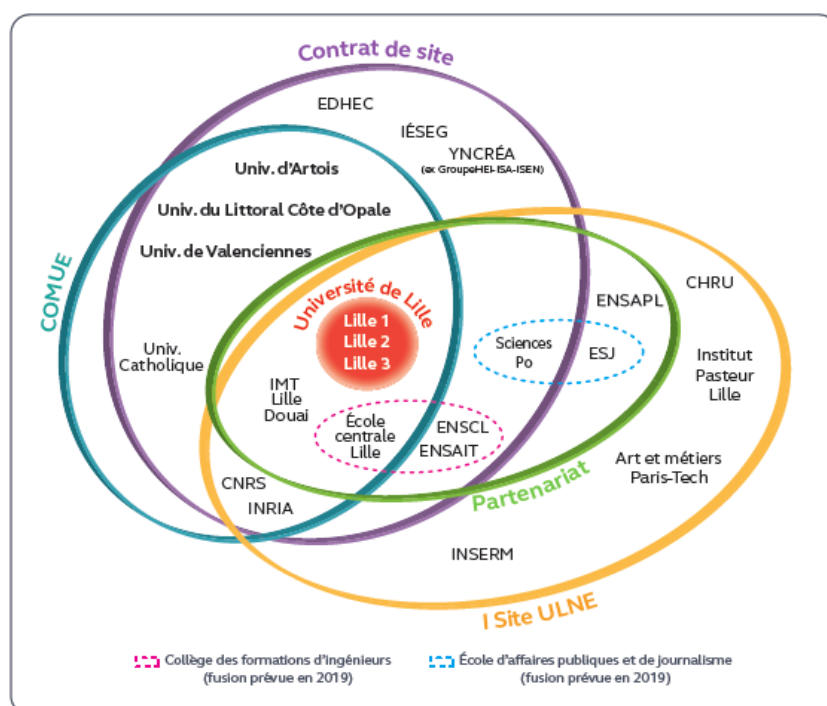 Contrat de site
EDHEC
IÉSEG
YNCRÉA
(ex GroupeHEI-ISA-ISEN)
Univ. d'Artois
Univ. du Littoral Côte d'Opale
Univ. de Valenciennes
COMUE
Université de Lille
Lille 1
Lille 2
Lille 3
CHRU
ENSAPL
Sciences
Po
ESJ
Institut
Pasteur
Lille
Univ.
Catholique
IMT
Lille
Douai
École
centrale
Lille
ENSCL
ENSAIT
CNRS
INRIA
Partenariat
Art et métiers
Paris-Tech
INSERM
I Site ULNE
Collège des formations d'ingénieurs
(fusion prévue en 2019)
École d'affaires publiques et de journalisme
(fusion prévue en 2019)